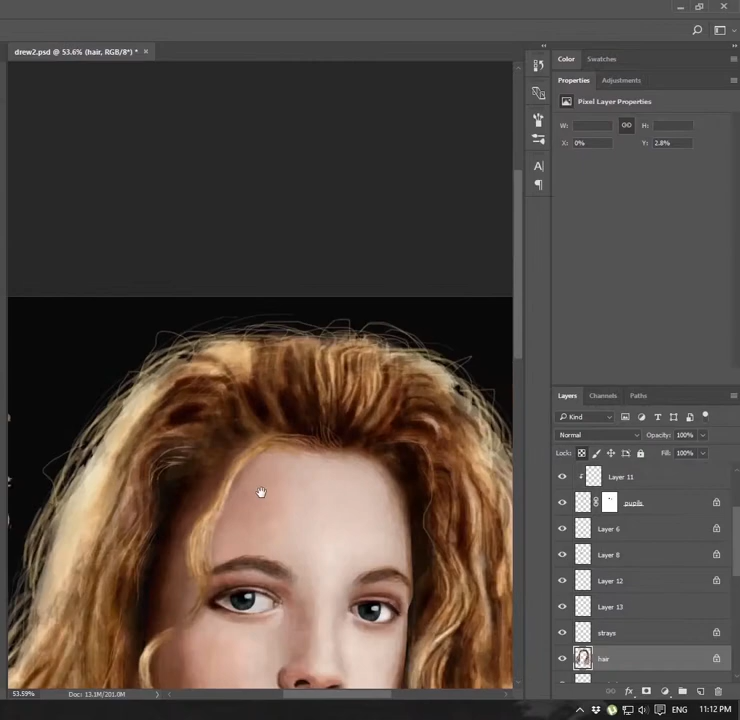 drew2.psd @ 53.6% (hair, RGB/8*) *
Color Swatches
Properties Adjustments
Pixel Layer Properties
W: H:
X: 0% Y: 2.8%
Layers Channels Paths
Kind
Normal Opacity: 100%
Lock: Fill: 100%
Layer 11
pupils
Layer 6
Layer 8
Layer 12
Layer 13
strays
hair
53.59% Doc: 13.1M/201.0M
ENG 11:12 PM